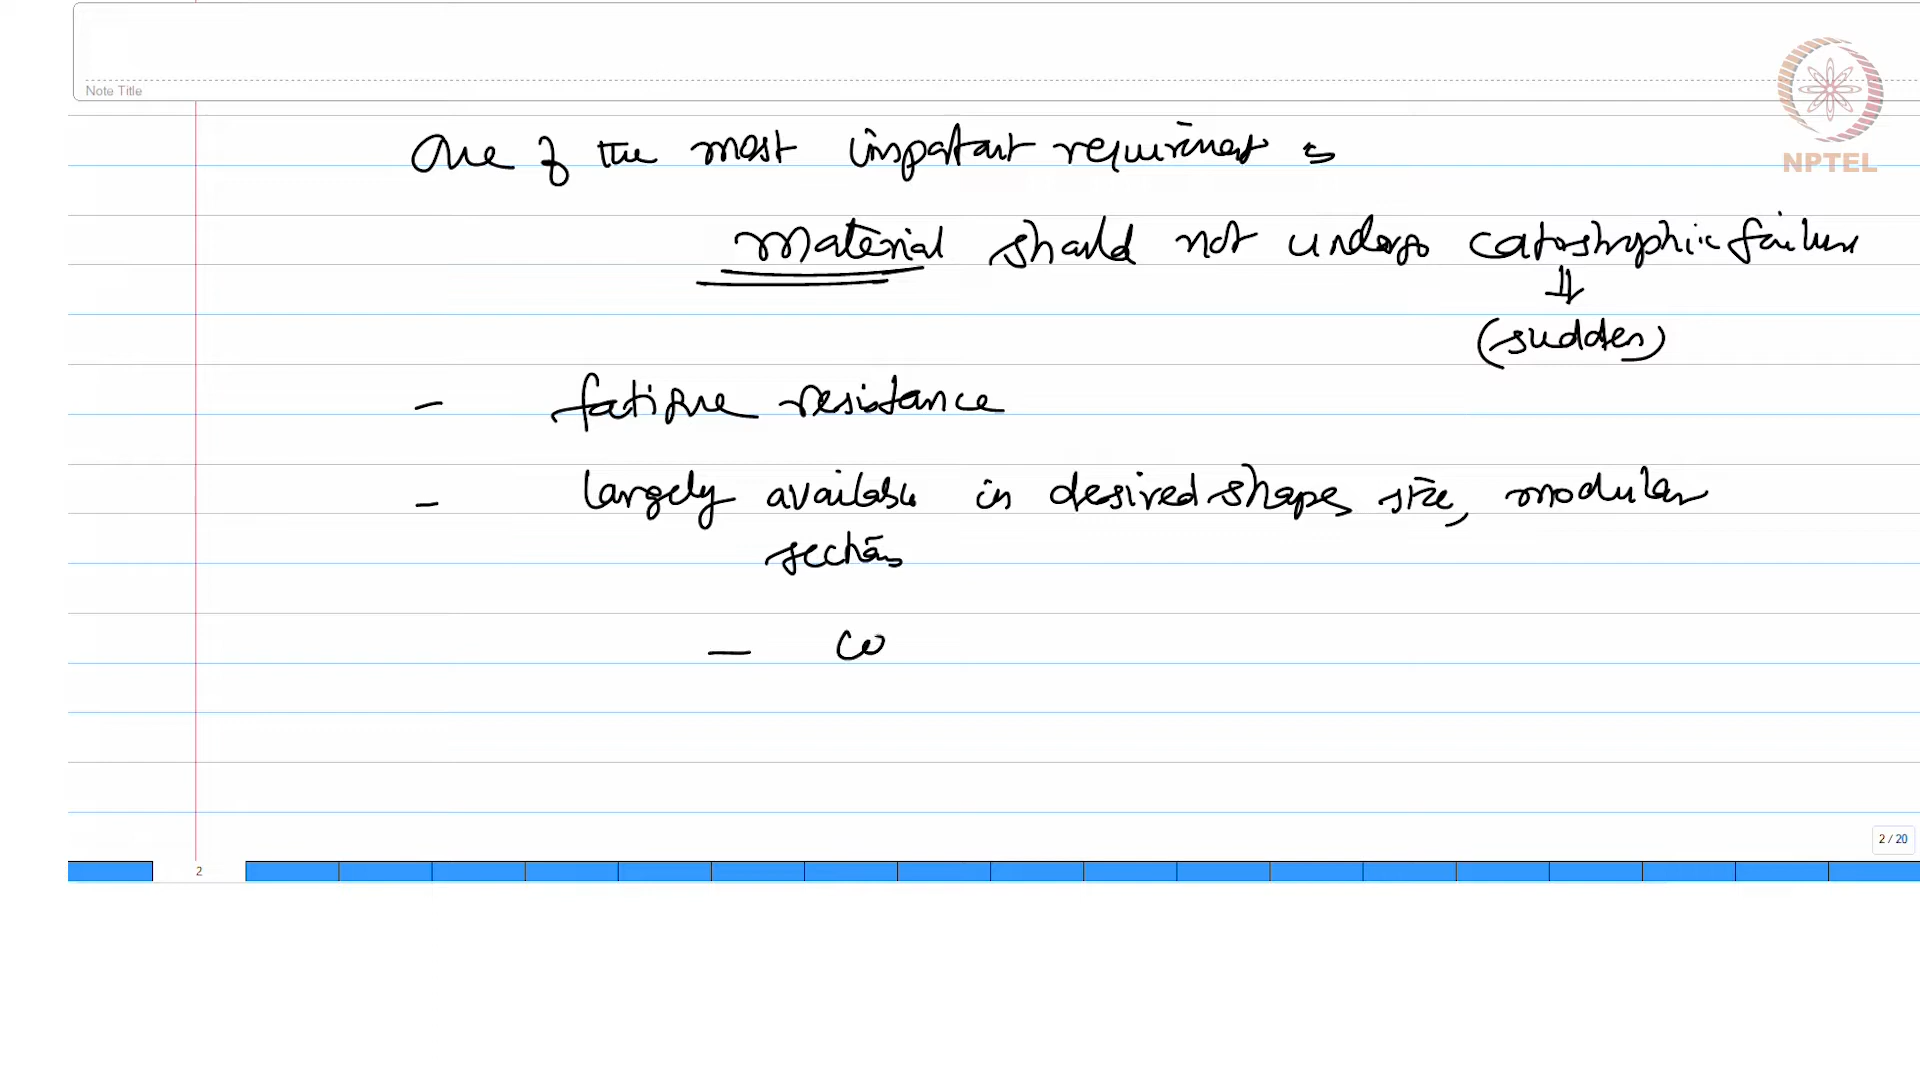 Note Title
NPTEL
One of the most important requirement is
material should not undergo catastrophic failure
(sudden)
- fatigue resistance
- largely available in desired shape, size, modular
sections
- co
2 / 20
2